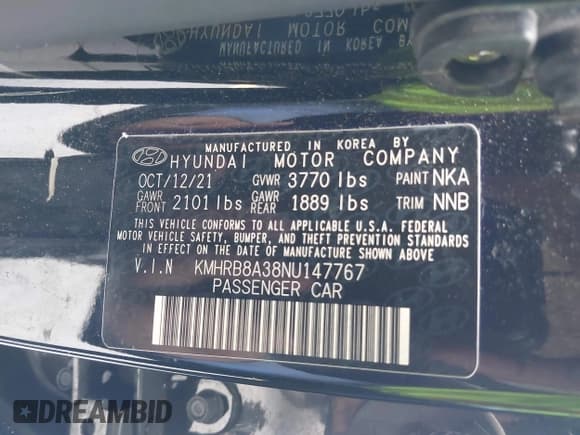 MANUFACTURED IN KOREA BY
HYUNDAI MOTOR COMPANY
OCT/12/21 GVWR 3770 lbs PAINT NKA
GAWR FRONT 2101 lbs GAWR REAR 1889 lbs TRIM NNB
THIS VEHICLE CONFORMS TO ALL APPLICABLE U.S.A. FEDERAL
MOTOR VEHICLE SAFETY, BUMPER, AND THEFT PREVENTION STANDARDS
IN EFFECT ON THE DATE OF MANUFACTURE SHOWN ABOVE
V.I.N KMHRB8A38NU147767
PASSENGER CAR
DREAMBID